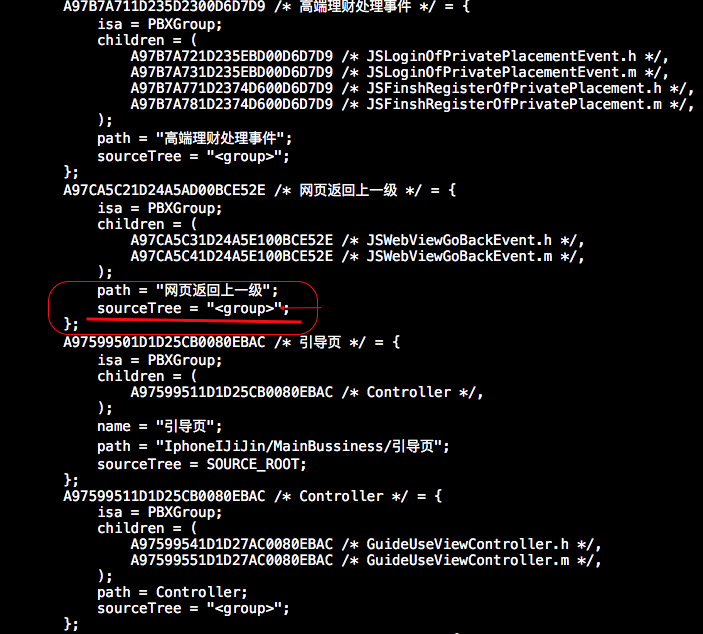 A97B7A711D235D2300D6D7D9 /* 高端理财处理事件 */ = {
isa = PBXGroup;
children = (
A97B7A721D235EBD00D6D7D9 /* JSLoginOfPrivatePlacementEvent.h */,
A97B7A731D235EBD00D6D7D9 /* JSLoginOfPrivatePlacementEvent.m */,
A97B7A771D2374D600D6D7D9 /* JSFinshRegisterOfPrivatePlacement.h */,
A97B7A781D2374D600D6D7D9 /* JSFinshRegisterOfPrivatePlacement.m */,
);
path = "高端理财处理事件";
sourceTree = "<group>";
};
A97CA5C21D24A5AD00BCE52E /* 网页返回上一级 */ = {
isa = PBXGroup;
children = (
A97CA5C31D24A5E100BCE52E /* JSWebViewGoBackEvent.h */,
A97CA5C41D24A5E100BCE52E /* JSWebViewGoBackEvent.m */,
);
path = "网页返回上一级";
sourceTree = "<group>";
};
A97599501D1D25CB0080EBAC /* 引导页 */ = {
isa = PBXGroup;
children = (
A97599511D1D25CB0080EBAC /* Controller */,
);
name = "引导页";
path = "IphoneIJiJin/MainBussiness/引导页";
sourceTree = SOURCE_ROOT;
};
A97599511D1D25CB0080EBAC /* Controller */ = {
isa = PBXGroup;
children = (
A97599541D1D27AC0080EBAC /* GuideUseViewController.h */,
A97599551D1D27AC0080EBAC /* GuideUseViewController.m */,
);
path = Controller;
sourceTree = "<group>";
};